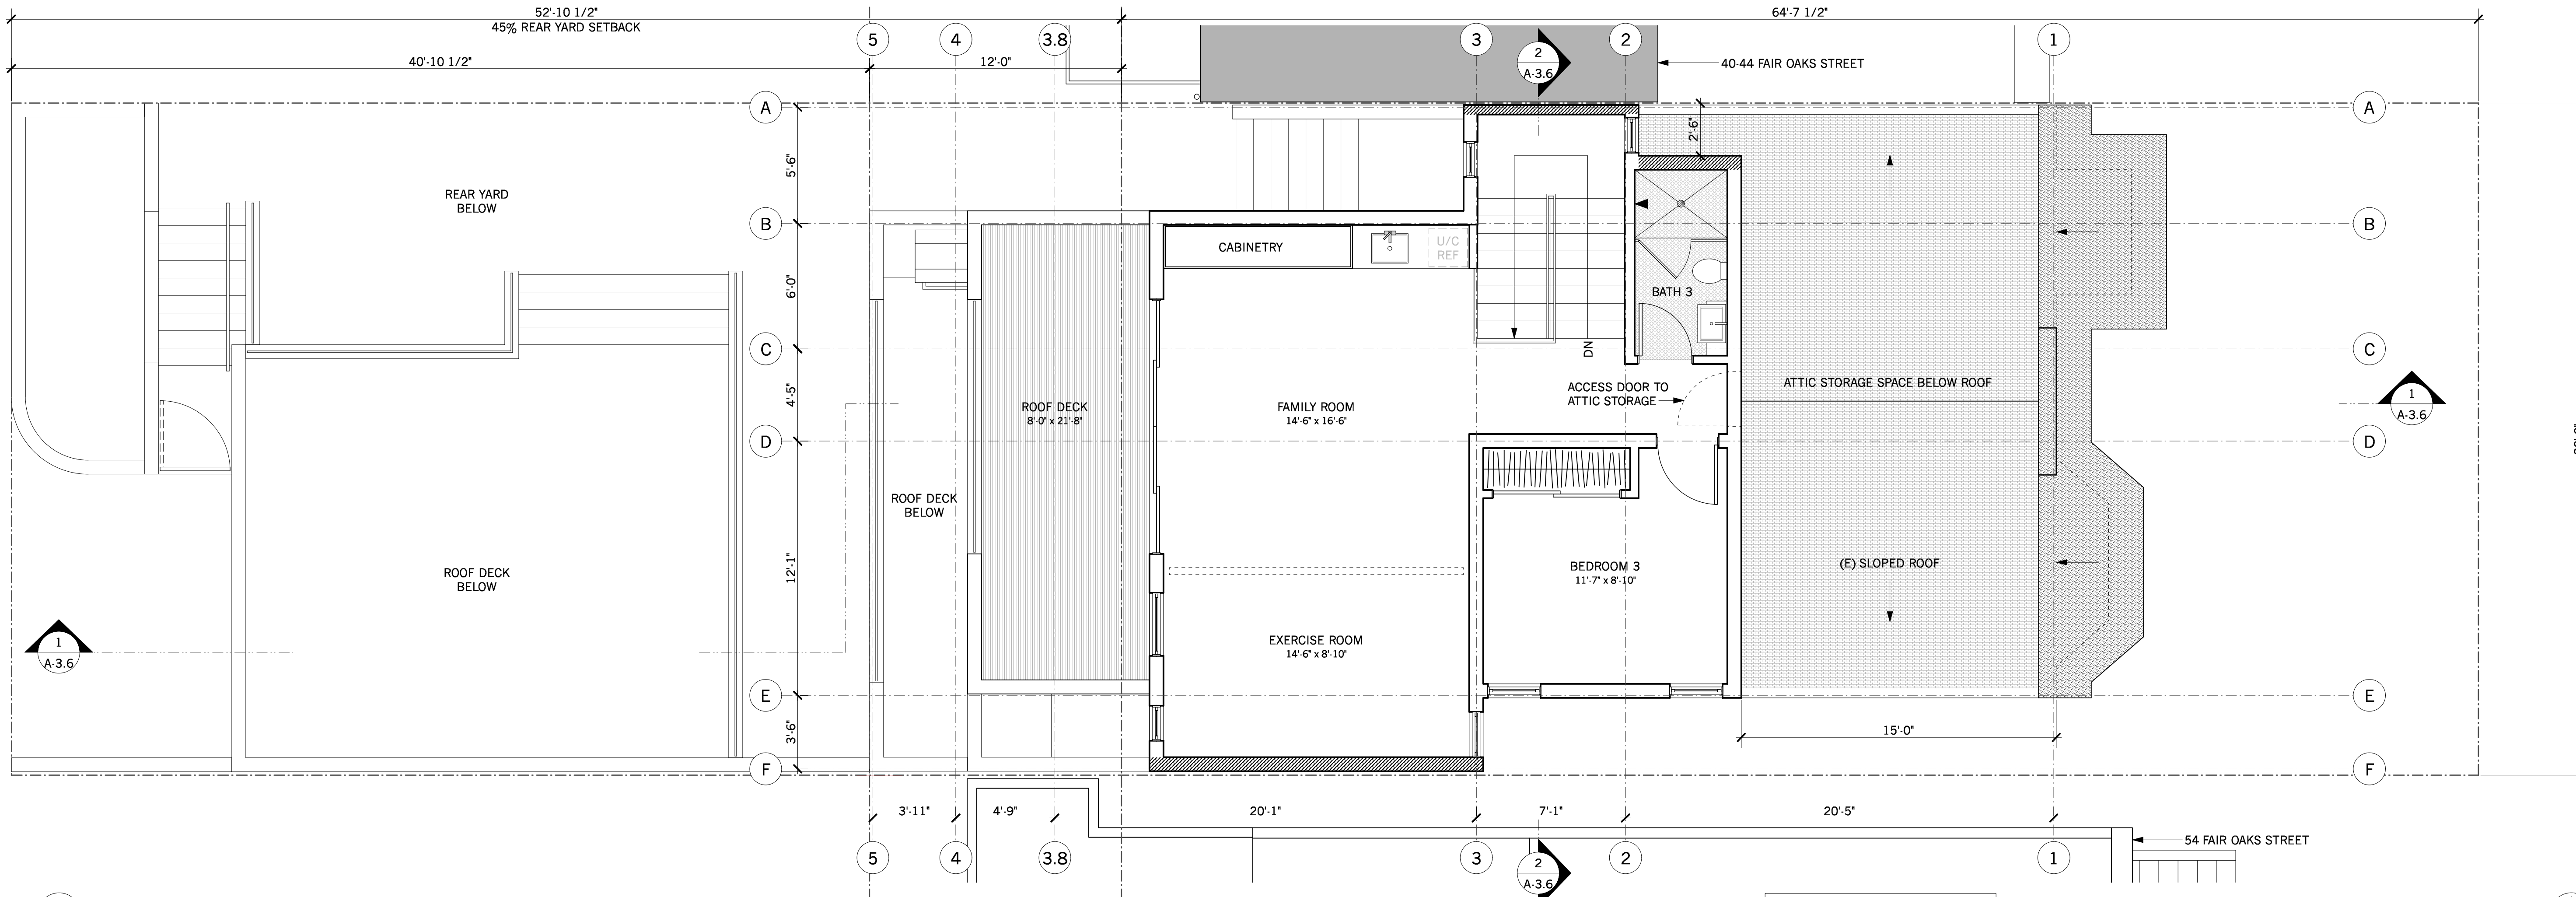 52'-10 1/2"
45% REAR YARD SETBACK
64'-7 1/2"
40'-10 1/2"
12'-0"
5
4
3.8
3
2
A-3.6
2
1
40-44 FAIR OAKS STREET
A
A
5'-6"
2'-6"
REAR YARD
BELOW
B
B
CABINETRY
U/C
REF
6'-0"
BATH 3
C
DN
C
4'-5"
ROOF DECK
8'-0" x 21'-8"
FAMILY ROOM
14'-6" x 16'-6"
ACCESS DOOR TO
ATTIC STORAGE
ATTIC STORAGE SPACE BELOW ROOF
1
A-3.6
D
D
ROOF DECK
BELOW
12'-1"
ROOF DECK
BELOW
BEDROOM 3
11'-7" x 8'-10"
(E) SLOPED ROOF
1
A-3.6
EXERCISE ROOM
14'-6" x 8'-10"
E
E
3'-6"
15'-0"
F
F
3'-11"
4'-9"
20'-1"
7'-1"
20'-5"
54 FAIR OAKS STREET
5
4
3.8
3
2
A-3.6
2
1